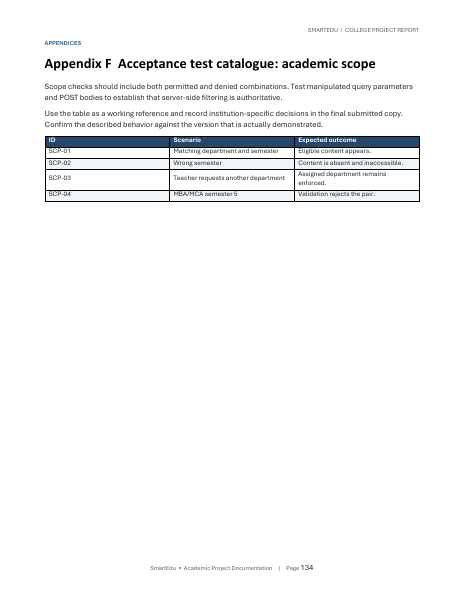 SMARTEDU / COLLEGE PROJECT REPORT
APPENDICES
Appendix F Acceptance test catalogue: academic scope
Scope checks should include both permitted and denied combinations. Test manipulated query parameters
and POST bodies to establish that server-side filtering is authoritative.
Use the table as a working reference and record institution-specific decisions in the final submitted copy.
Confirm the described behavior against the version that is actually demonstrated.
ID Scenario Expected outcome
SCP-01 Matching department and semester Eligible content appears.
SCP-02 Wrong semester Content is absent and inaccessible.
SCP-03 Teacher requests another department Assigned department remains
enforced.
SCP-04 MBA/MCA semester 5 Validation rejects the pair.
SmartEdu • Academic Project Documentation | Page 134